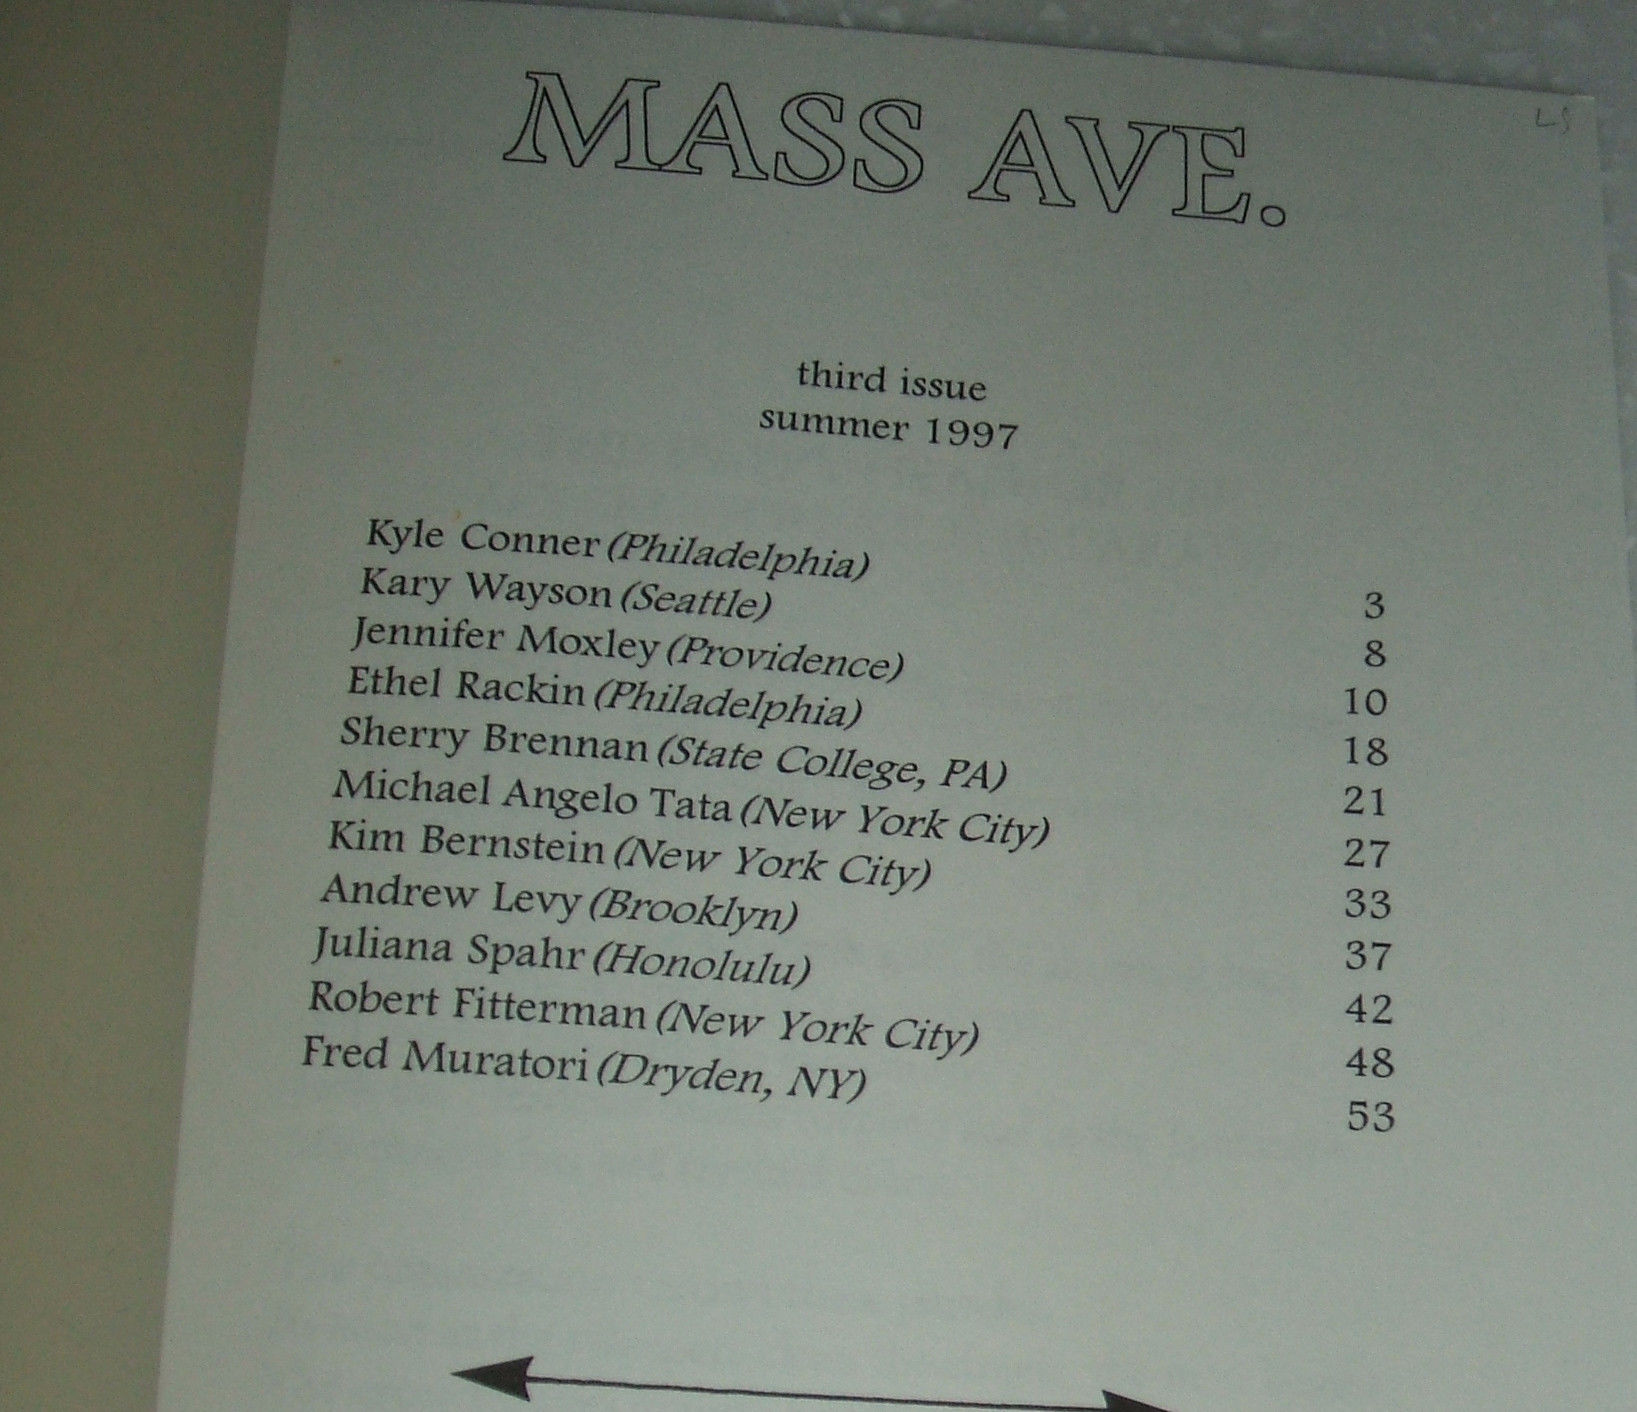 MASS AVE.
third issue
summer 1997
Kyle Conner (Philadelphia) 3
Kary Wayson (Seattle) 8
Jennifer Moxley (Providence) 10
Ethel Rackin (Philadelphia) 18
Sherry Brennan (State College, PA) 21
Michael Angelo Tata (New York City) 27
Kim Bernstein (New York City) 33
Andrew Levy (Brooklyn) 37
Juliana Spahr (Honolulu) 42
Robert Fitterman (New York City) 48
Fred Muratori (Dryden, NY) 53